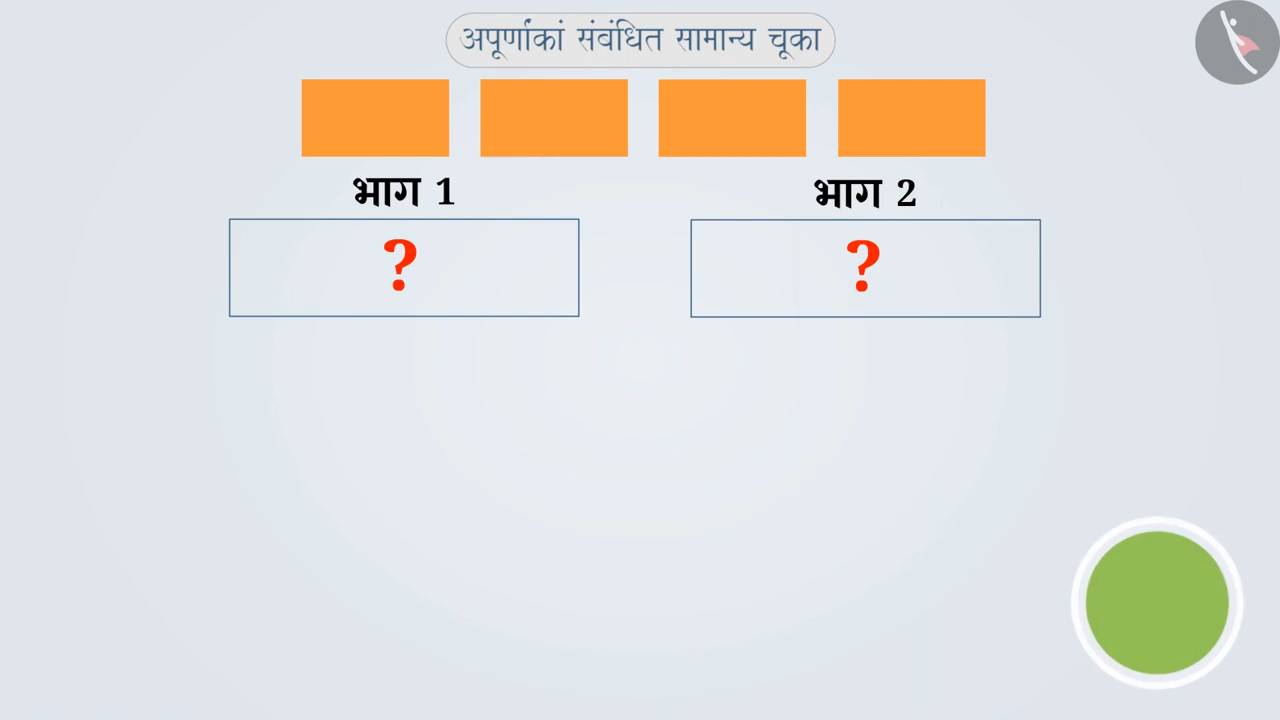 अपूर्णांकां संबंधित सामान्य चूका
भाग 1
भाग 2
?
?